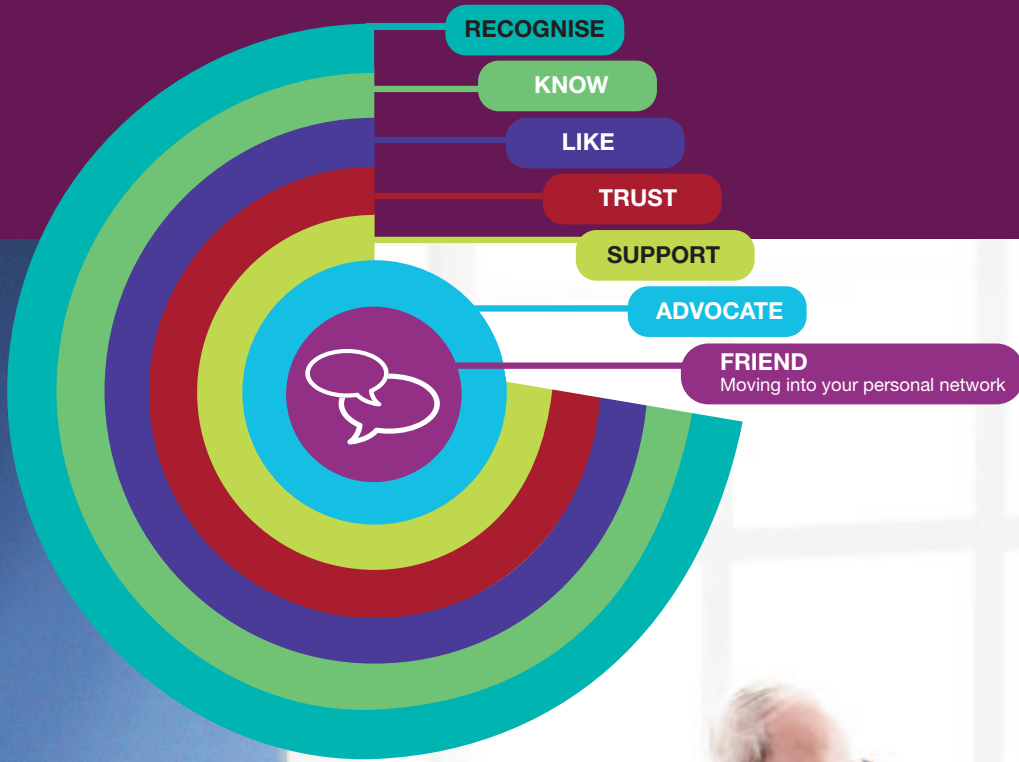 RECOGNISE
KNOW
LIKE
TRUST
SUPPORT
ADVOCATE
FRIEND
Moving into your personal network